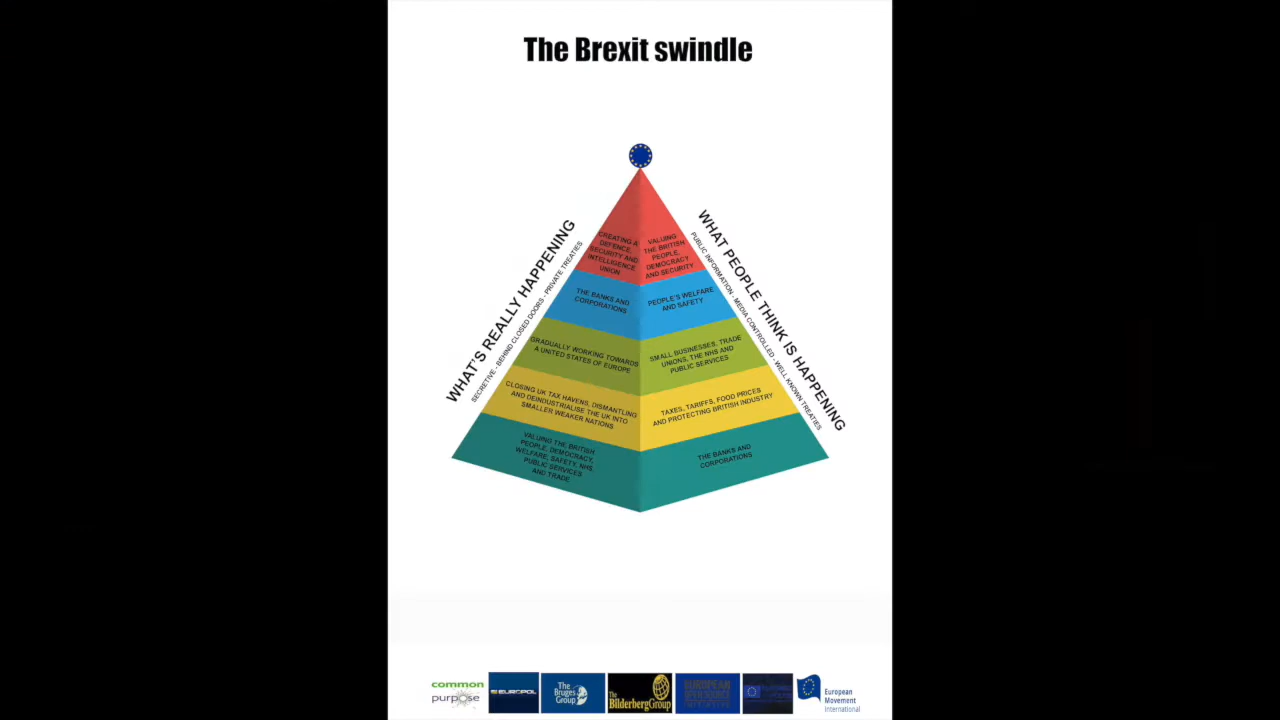 The Brexit swindle
WHAT'S REALLY HAPPENING
SECRETIVE - BEHIND CLOSED DOORS - PRIVATE TREATIES
WHAT PEOPLE THINK IS HAPPENING
PUBLIC INFORMATION - MEDIA CONTROLLED - WELL KNOWN TREATIES
CREATING A
DEFENCE,
SECURITY AND
INTELLIGENCE
UNION
VALUING
THE BRITISH
PEOPLE,
DEMOCRACY
AND SECURITY
THE BANKS AND
CORPORATIONS
PEOPLE'S WELFARE
AND SAFETY
GRADUALLY WORKING TOWARDS
A UNITED STATES OF EUROPE
SMALL BUSINESSES, TRADE
UNIONS, THE NHS AND
PUBLIC SERVICES
CLOSING UK TAX HAVENS, DISMANTLING
AND DEINDUSTRIALISE THE UK INTO
SMALLER WEAKER NATIONS
TAXES, TARIFFS, FOOD PRICES
AND PROTECTING BRITISH INDUSTRY
VALUING THE BRITISH
PEOPLE, DEMOCRACY,
WELFARE, SAFETY, NHS
PUBLIC SERVICES
AND TRADE
THE BANKS AND
CORPORATIONS
common
purpose
EUROPOL
The
Bruges
Group
The
BilderbergGroup
EUROPEAN
OPEN SOURCE
INITIATIVE
European
Movement
International